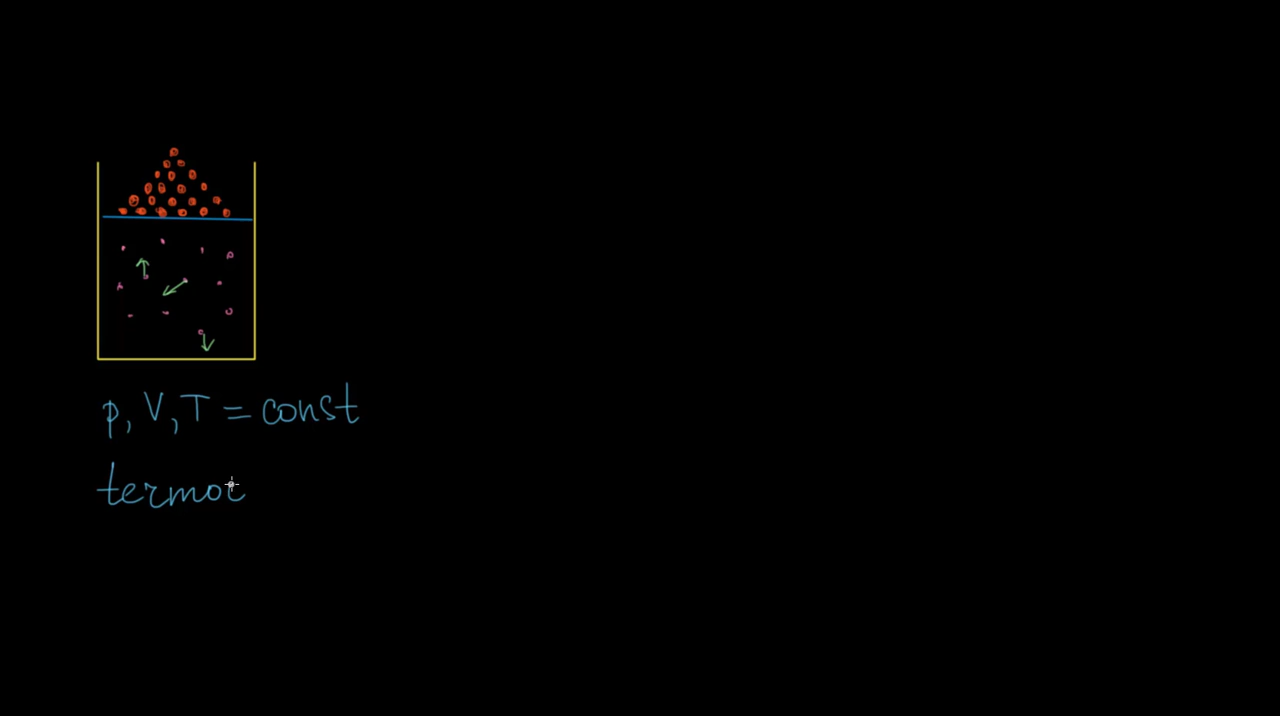 p, V, T = const
termoc